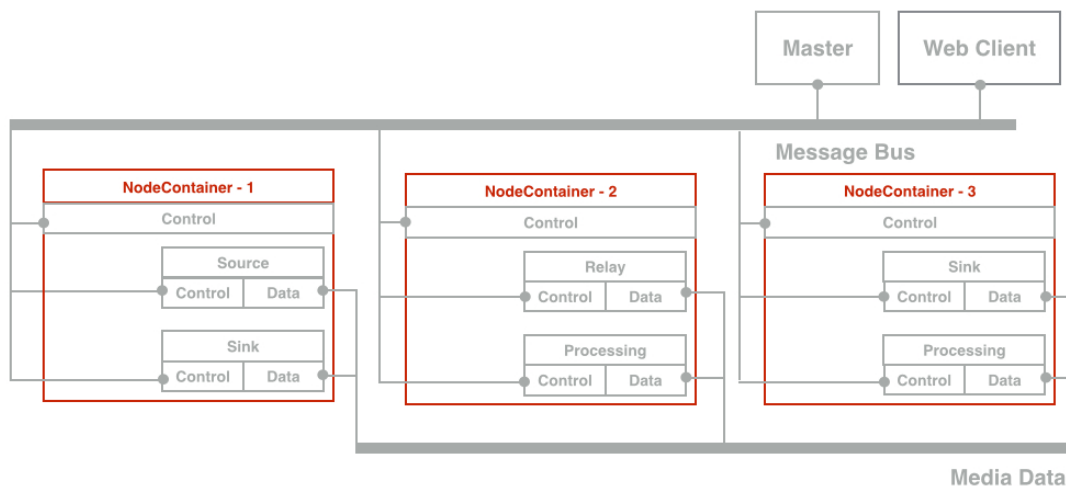 Master
Web Client
Message Bus
NodeContainer - 1
Control
Source
Control Data
Sink
Control Data
NodeContainer - 2
Control
Relay
Control Data
Processing
Control Data
NodeContainer - 3
Control
Sink
Control Data
Processing
Control Data
Media Data